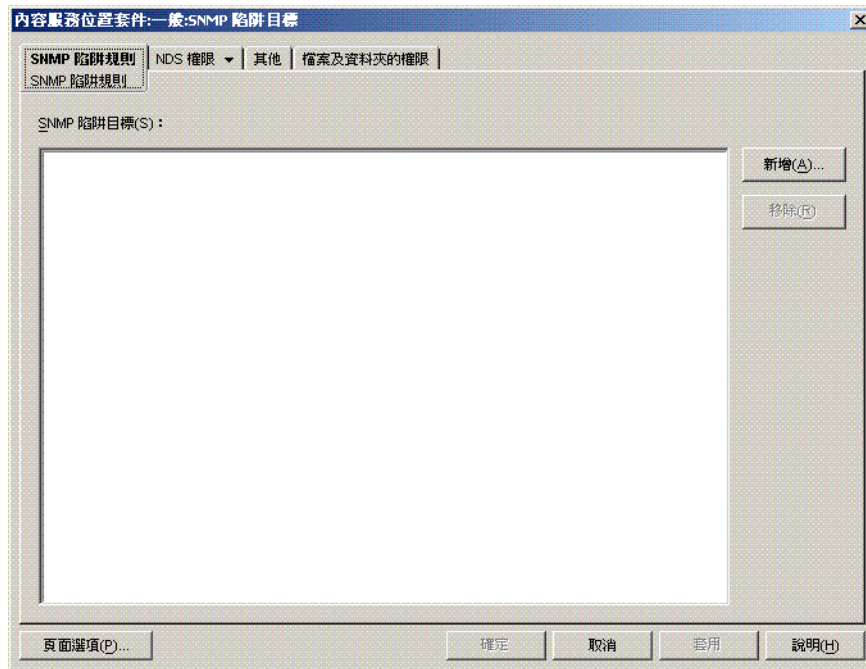 內容服務位置套件:一般:SNMP 陷阱目標
SNMP 陷阱規則 NDS 權限 其他 檔案及資料夾的權限
SNMP 陷阱規則
SNMP 陷阱目標(S)：
新增(A)...
移除(R)
頁面選項(P)... 確定 取消 套用 說明(H)